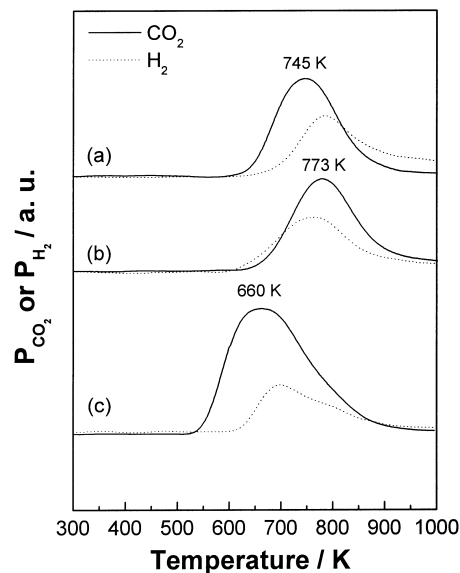 CO2
H2
745 K
(a)
773 K
(b)
660 K
(c)
PCO2 or PH2 / a. u.
300 400 500 600 700 800 900 1000
Temperature / K